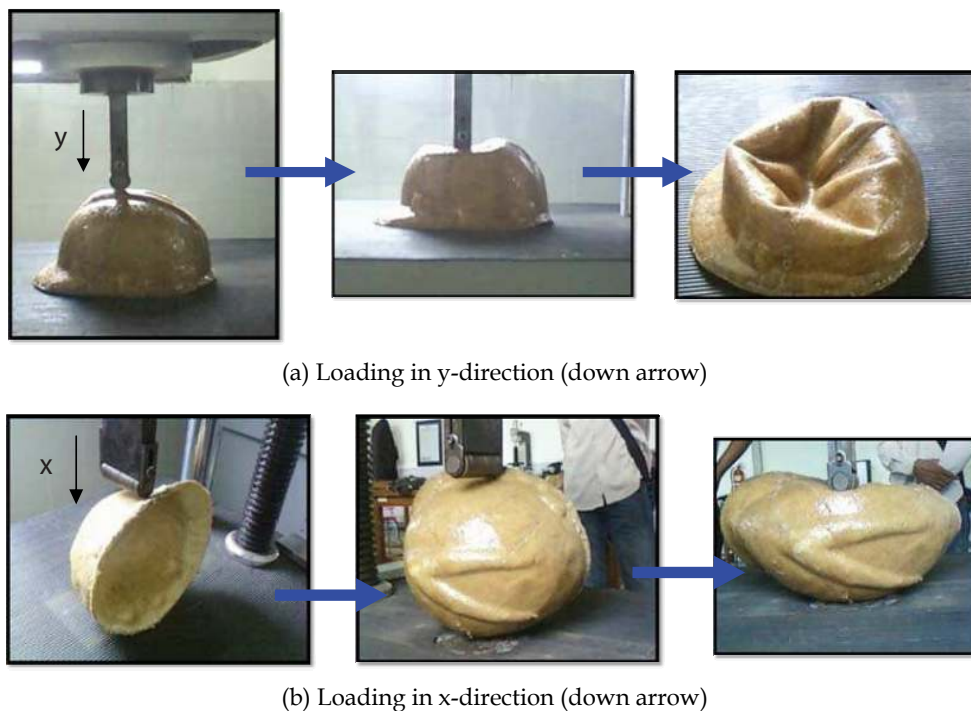 y
(a) Loading in y-direction (down arrow)
x
(b) Loading in x-direction (down arrow)